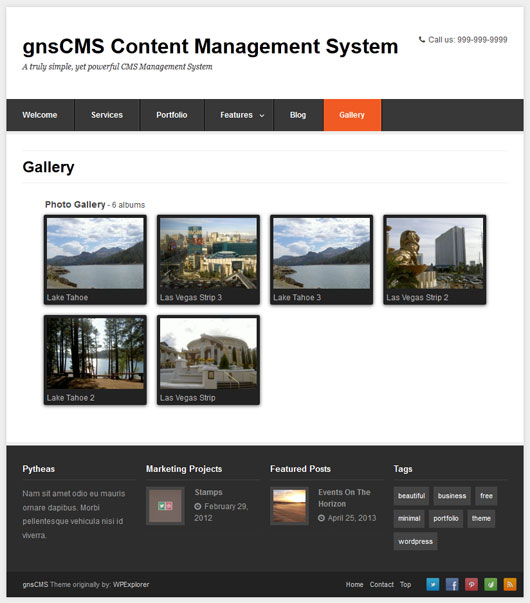 gnsCMS Content Management System
Call us: 999-999-9999
A truly simple, yet powerful CMS Management System
Welcome Services Portfolio Features Blog Gallery
Gallery
Photo Gallery - 6 albums
Lake Tahoe Las Vegas Strip 3 Lake Tahoe 3 Las Vegas Strip 2
Lake Tahoe 2 Las Vegas Strip
Pytheas
Nam sit amet odio eu mauris
ornare dapibus. Morbi
pellentesque vehicula nisi id
viverra.
Marketing Projects
Stamps
February 29,
2012
Featured Posts
Events On The
Horizon
April 25, 2013
Tags
beautiful business free
minimal portfolio theme
wordpress
gnsCMS Theme originally by: WPExplorer
Home Contact Top